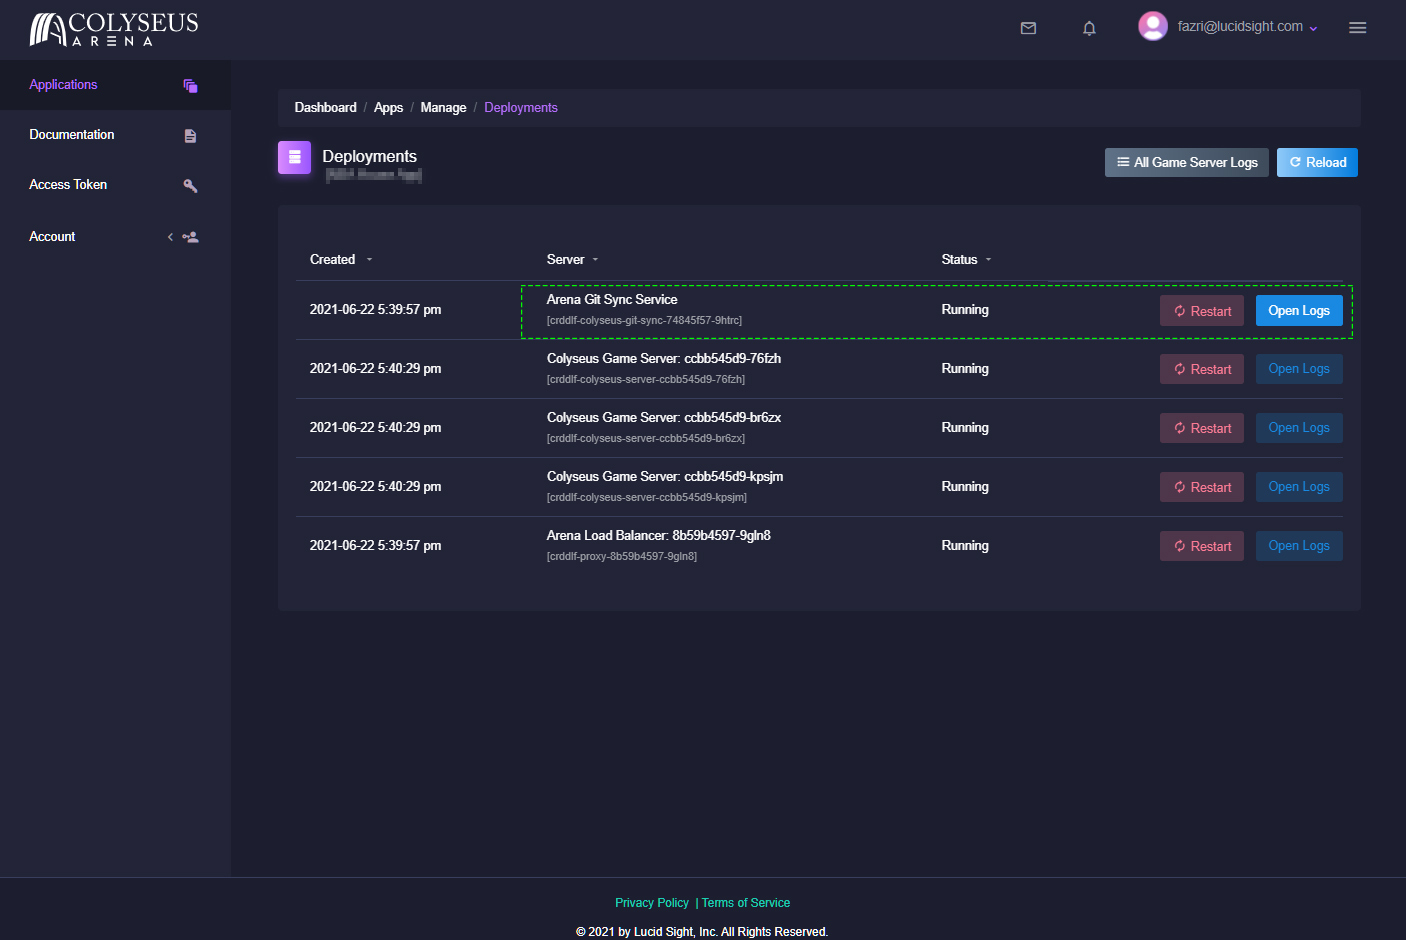 COLYSEUS
ARENA
fazri@lucidsight.com
Applications
Documentation
Access Token
Account
Dashboard / Apps / Manage / Deployments
Deployments
All Game Server Logs
Reload
Created Server Status
2021-06-22 5:39:57 pm Arena Git Sync Service Running Restart Open Logs
[crddlf-colyseus-git-sync-74845f57-9htrc]
2021-06-22 5:40:29 pm Colyseus Game Server: ccbb545d9-76fzh Running Restart Open Logs
[crddlf-colyseus-server-ccbb545d9-76fzh]
2021-06-22 5:40:29 pm Colyseus Game Server: ccbb545d9-br6zx Running Restart Open Logs
[crddlf-colyseus-server-ccbb545d9-br6zx]
2021-06-22 5:40:29 pm Colyseus Game Server: ccbb545d9-kpsjm Running Restart Open Logs
[crddlf-colyseus-server-ccbb545d9-kpsjm]
2021-06-22 5:39:57 pm Arena Load Balancer: 8b59b4597-9gln8 Running Restart Open Logs
[crddlf-proxy-8b59b4597-9gln8]
Privacy Policy | Terms of Service
© 2021 by Lucid Sight, Inc. All Rights Reserved.